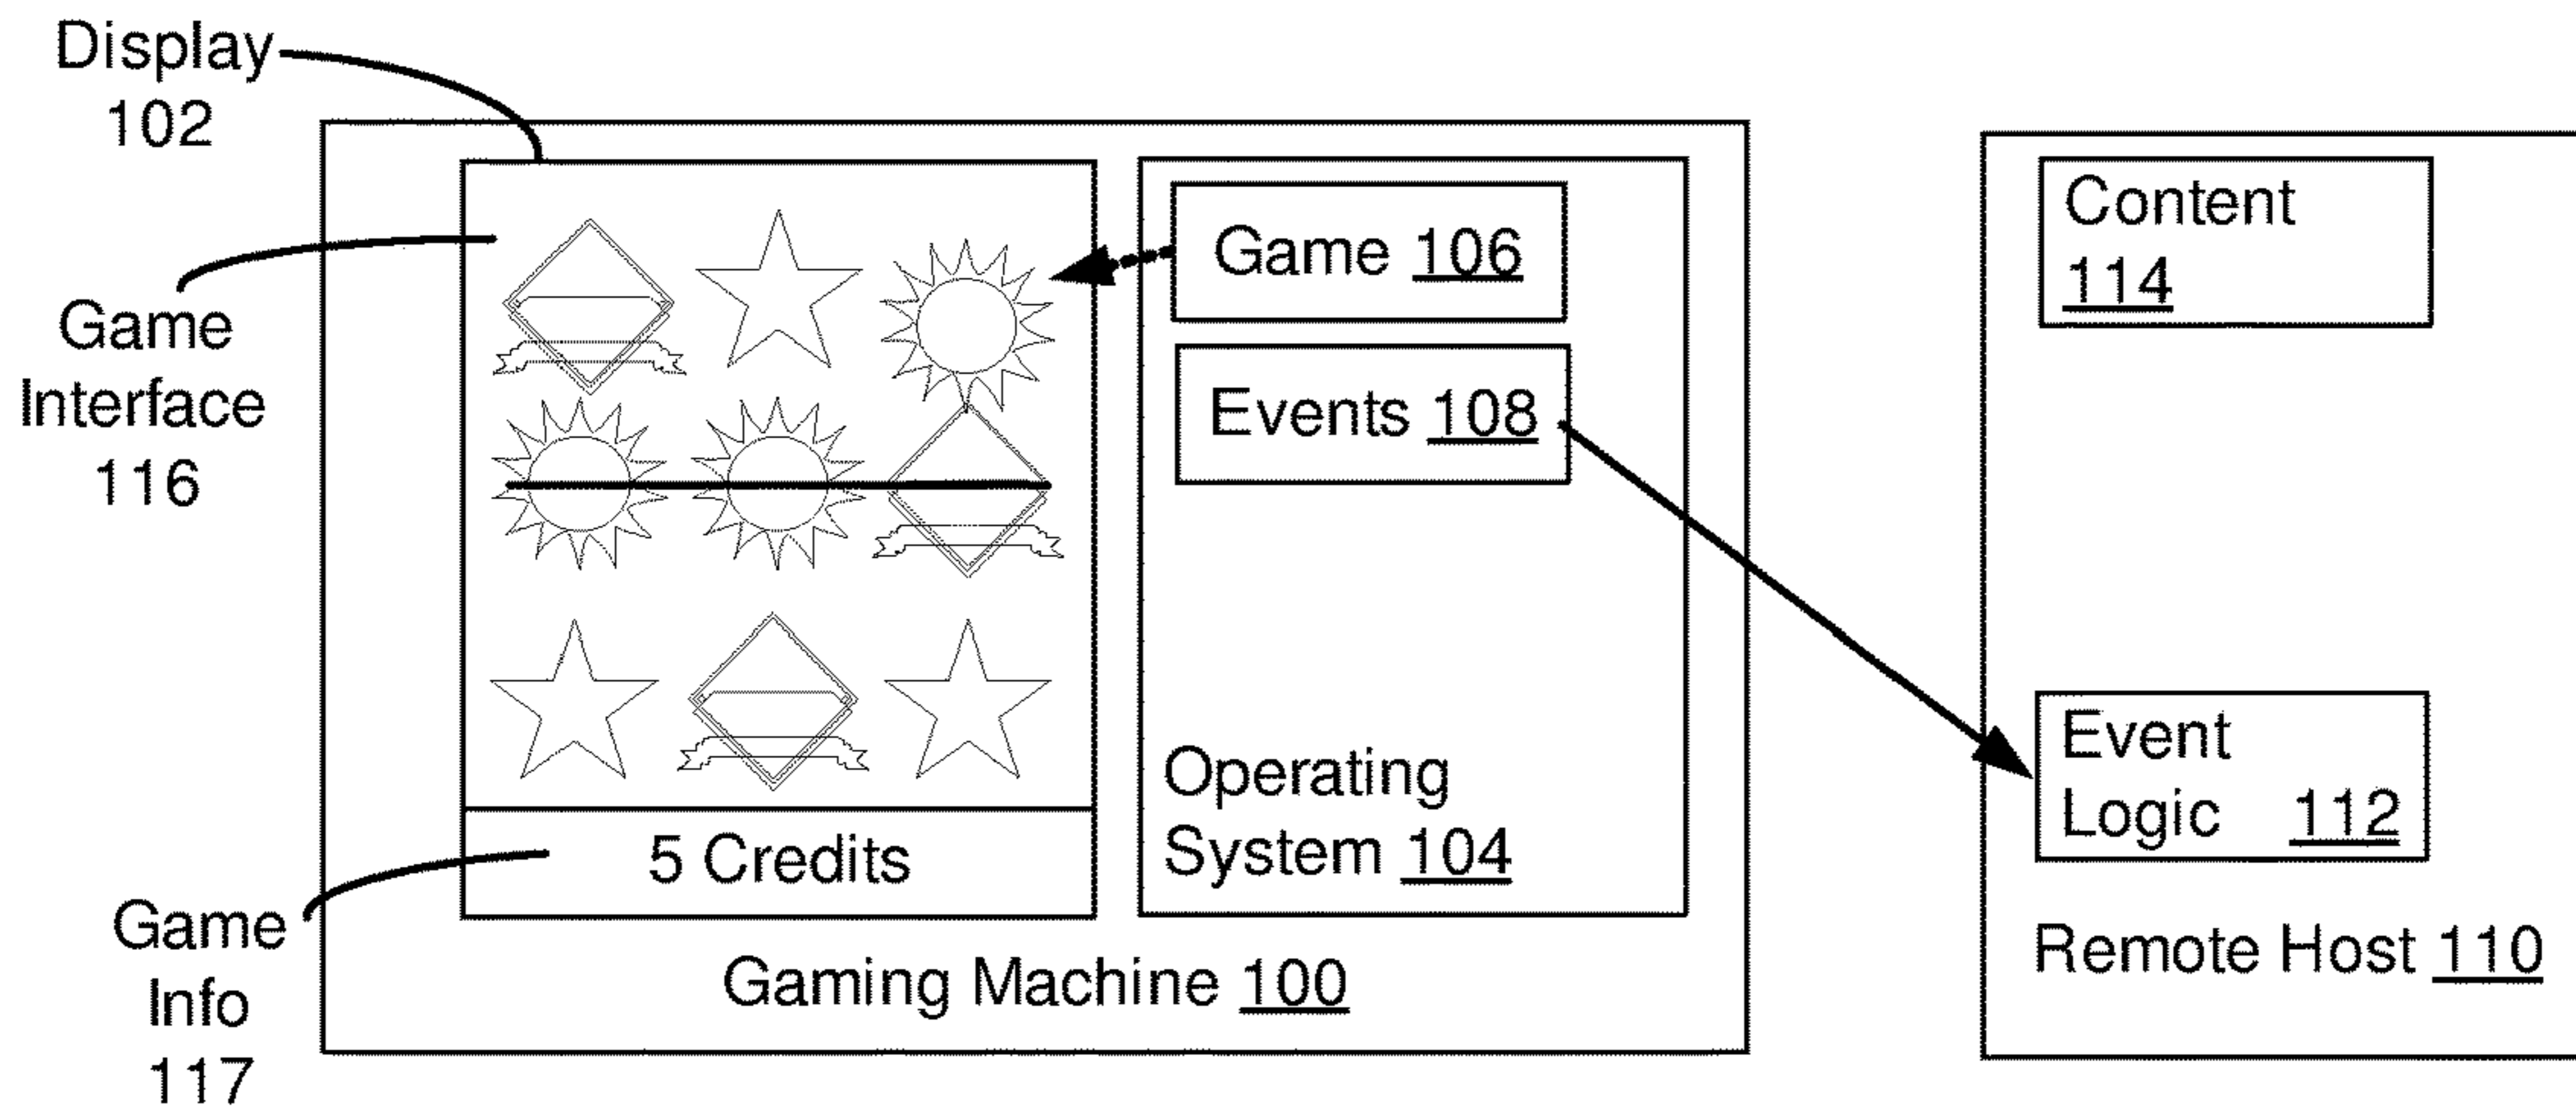 Display
102
Game
Interface
116
Game
Info
117
5 Credits
Gaming Machine 100
Game 106
Events 108
Operating
System 104
Content
114
Event
Logic 112
Remote Host 110